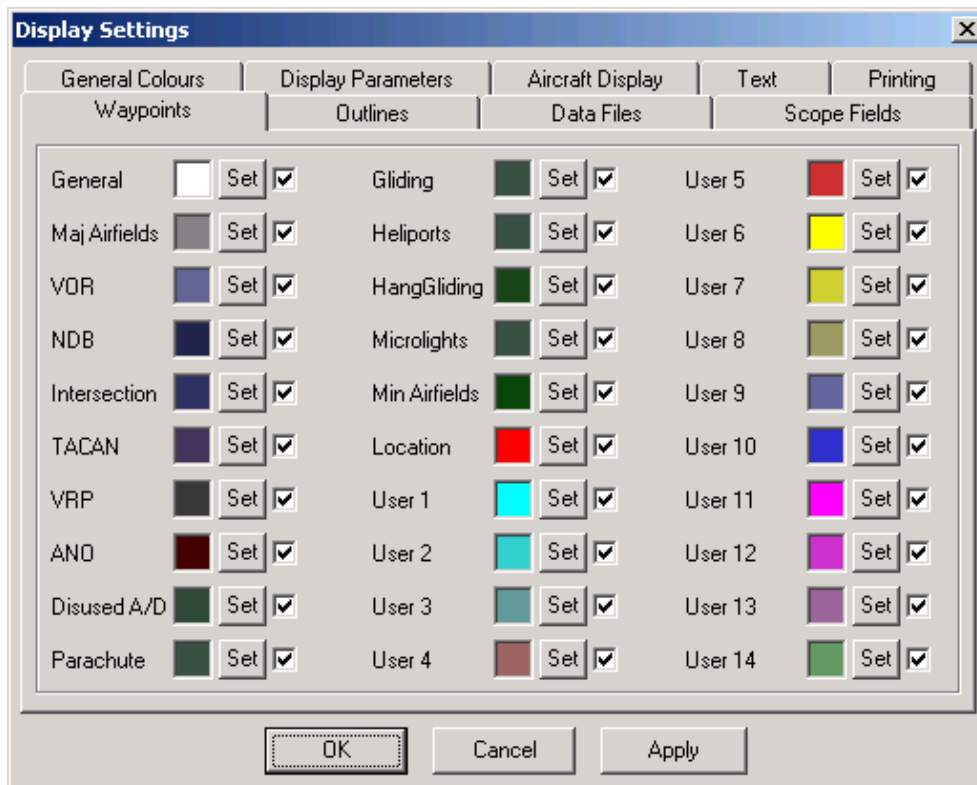 Display Settings
General Colours Display Parameters Aircraft Display Text Printing
Waypoints Outlines Data Files Scope Fields
General Set Gliding Set User 5 Set
Maj Airfields Set Heliports Set User 6 Set
VOR Set HangGliding Set User 7 Set
NDB Set Microlights Set User 8 Set
Intersection Set Min Airfields Set User 9 Set
TACAN Set Location Set User 10 Set
VRP Set User 1 Set User 11 Set
ANO Set User 2 Set User 12 Set
Disused A/D Set User 3 Set User 13 Set
Parachute Set User 4 Set User 14 Set
OK Cancel Apply